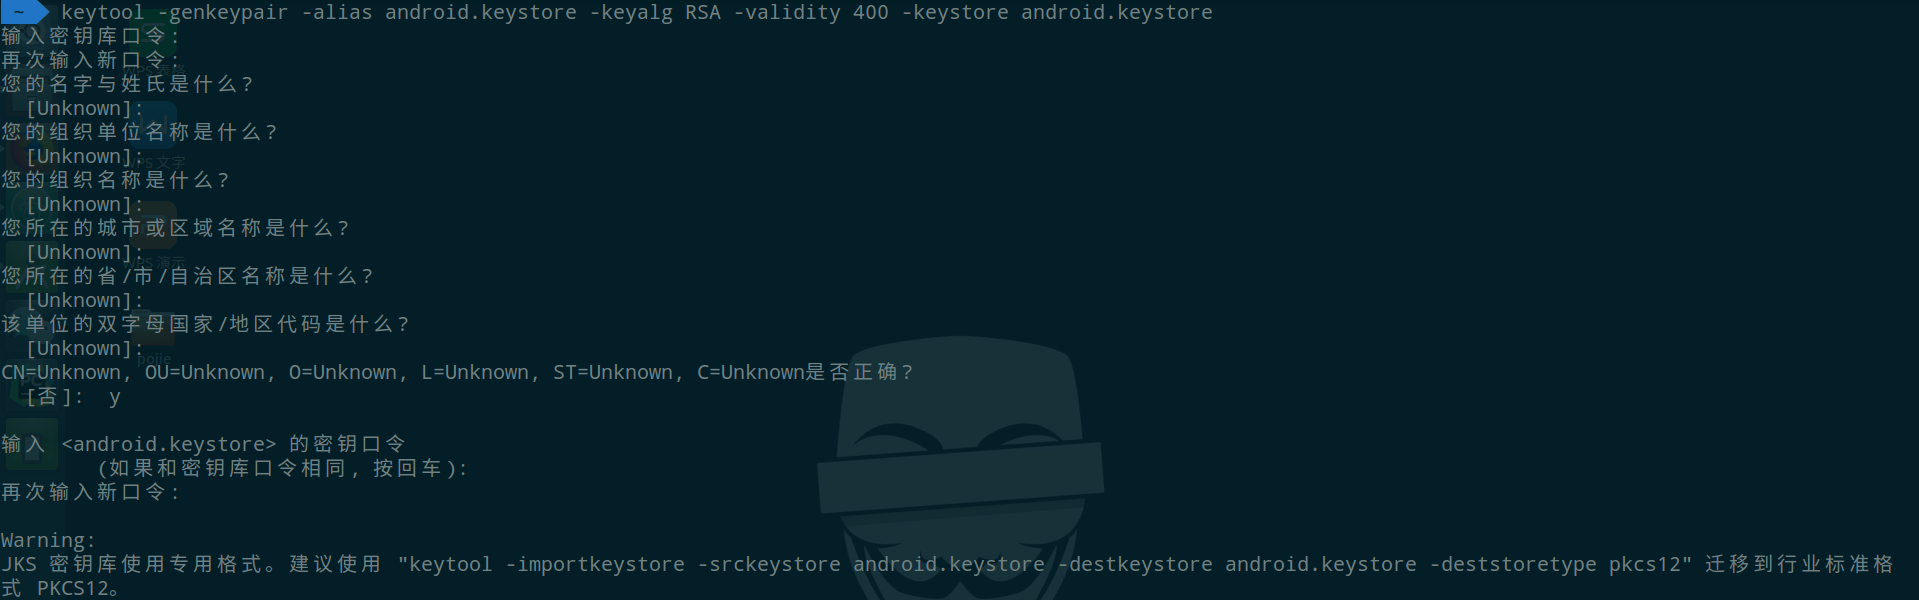 ~ keytool -genkeypair -alias android.keystore -keyalg RSA -validity 400 -keystore android.keystore
输入密钥库口令:
再次输入新口令:
您的名字与姓氏是什么?
[Unknown]:
您的组织单位名称是什么?
[Unknown]:
您的组织名称是什么?
[Unknown]:
您所在的城市或区域名称是什么?
[Unknown]:
您所在的省/市/自治区名称是什么?
[Unknown]:
该单位的双字母国家/地区代码是什么?
[Unknown]:
CN=Unknown, OU=Unknown, O=Unknown, L=Unknown, ST=Unknown, C=Unknown是否正确?
[否]: y
输入 <android.keystore> 的密钥口令
(如果和密钥库口令相同, 按回车):
再次输入新口令:
Warning:
JKS 密钥库使用专用格式。建议使用 "keytool -importkeystore -srckeystore android.keystore -destkeystore android.keystore -deststoretype pkcs12" 迁移到行业标准格
式 PKCS12。
WPS 文字
WPS 演示
pojie